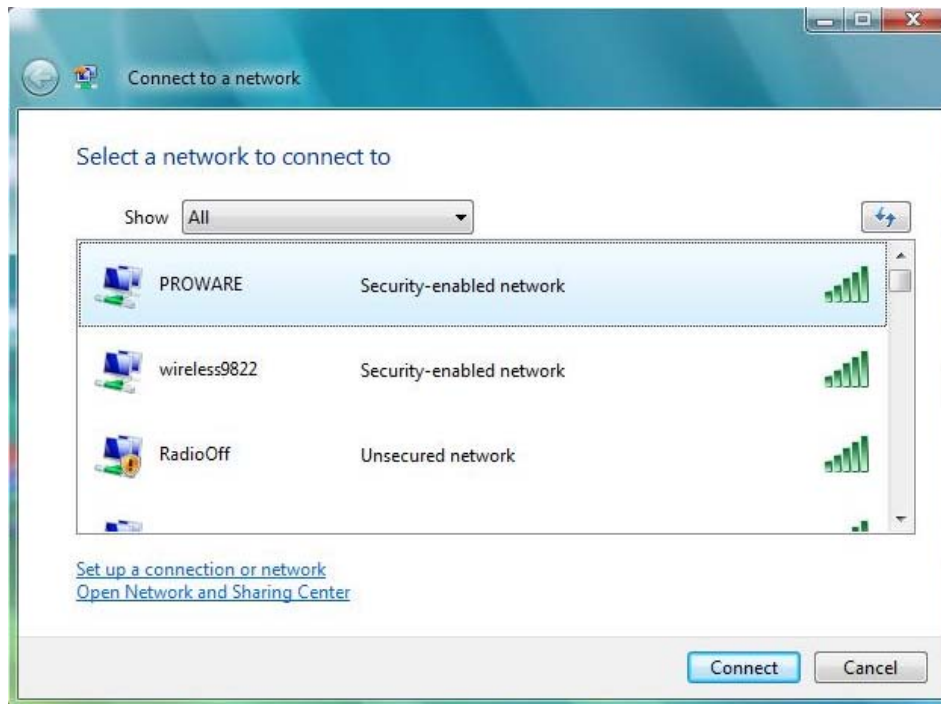 Connect to a network
Select a network to connect to
Show All
PROWARE Security-enabled network
wireless9822 Security-enabled network
RadioOff Unsecured network
Set up a connection or network
Open Network and Sharing Center
Connect Cancel